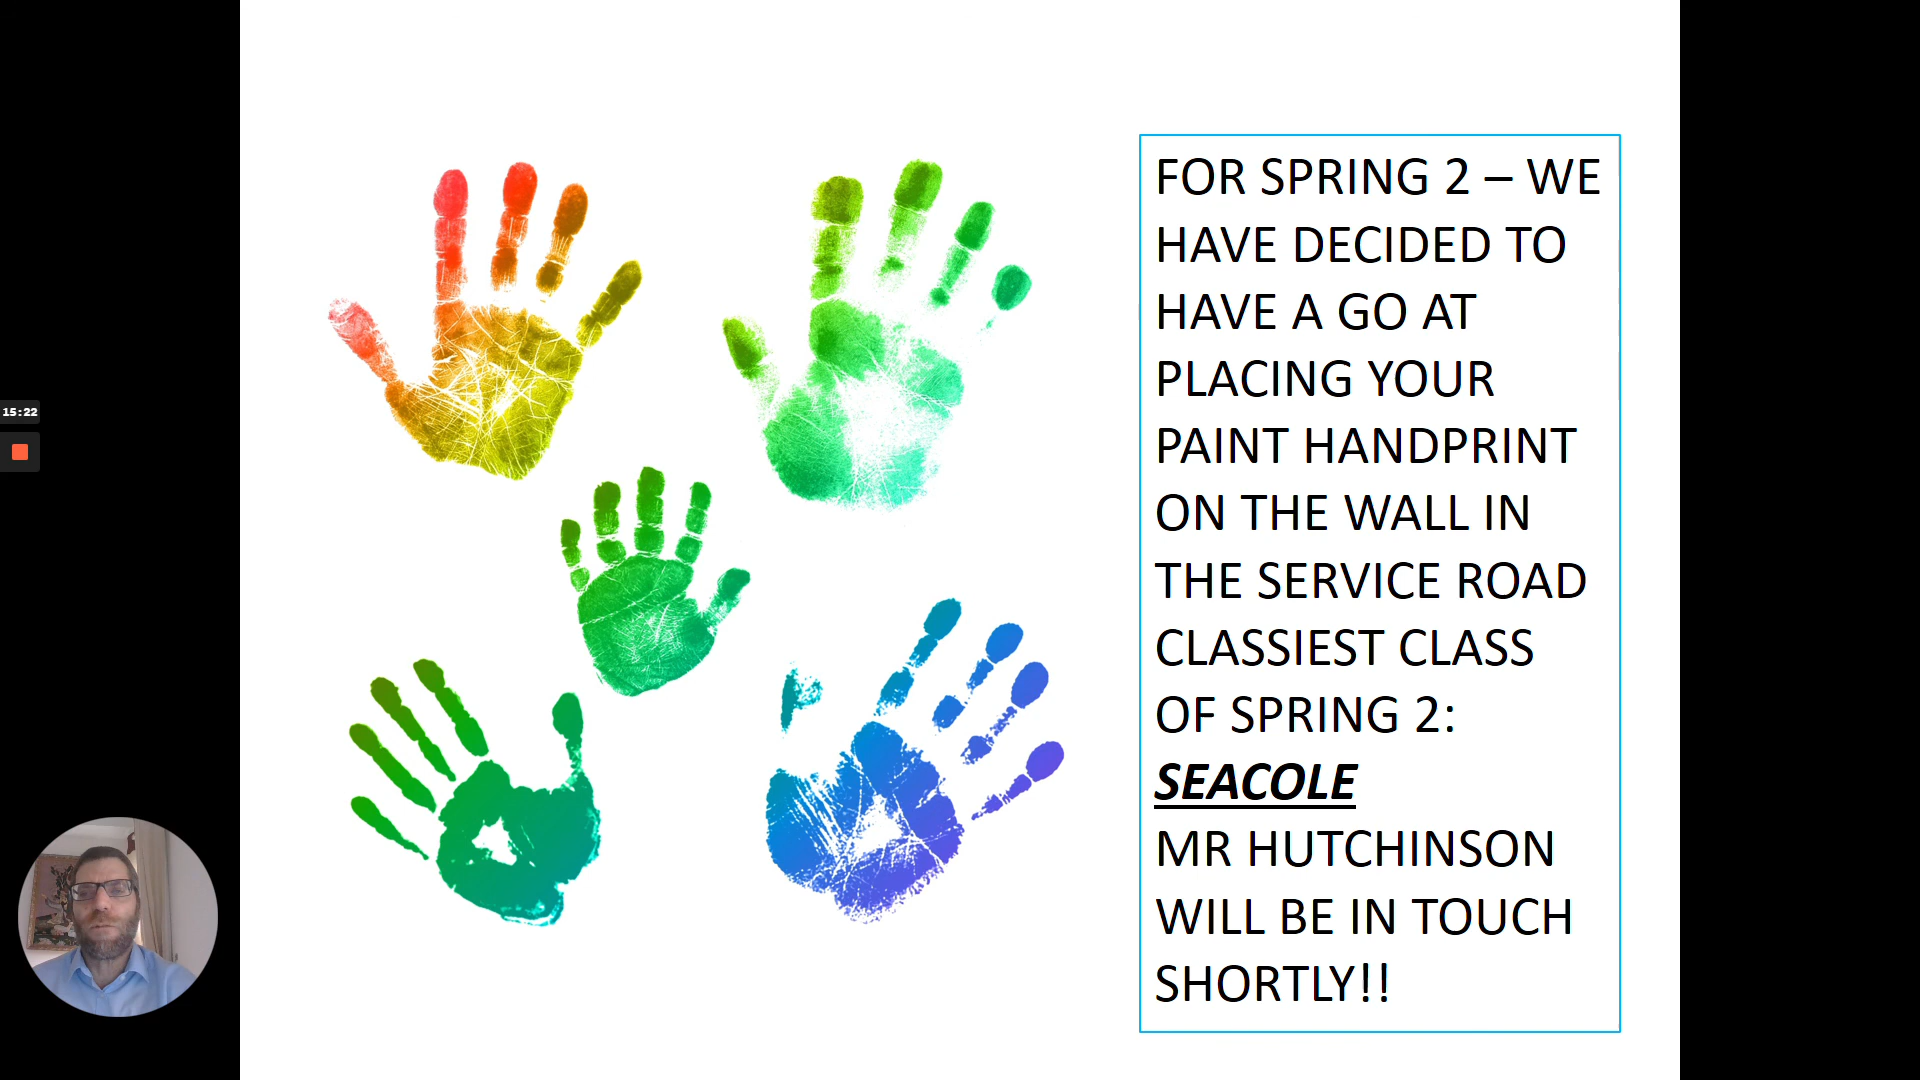 FOR SPRING 2 – WE
HAVE DECIDED TO
HAVE A GO AT
PLACING YOUR
PAINT HANDPRINT
ON THE WALL IN
THE SERVICE ROAD
CLASSIEST CLASS
OF SPRING 2:
SEACOLE
MR HUTCHINSON
WILL BE IN TOUCH
SHORTLY!!
15:22